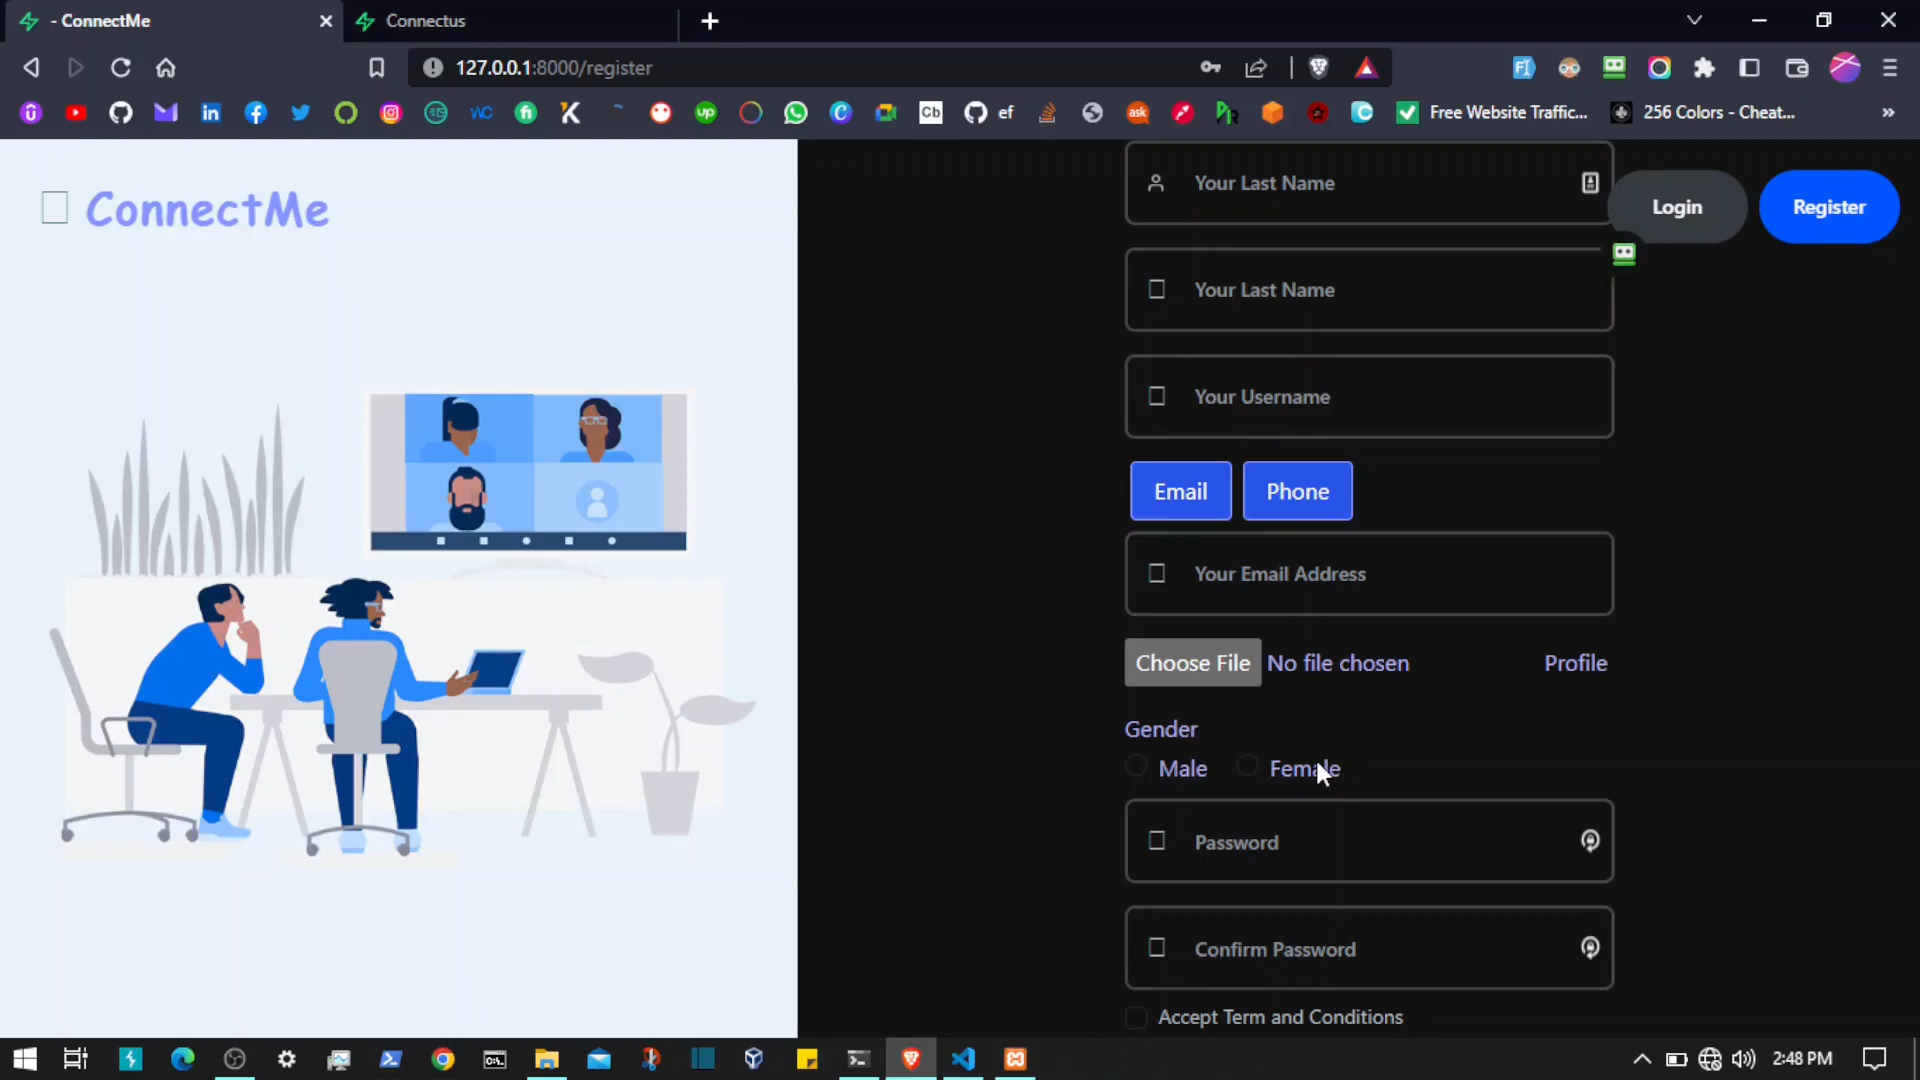 - ConnectMe
Connectus
127.0.0.1:8000/register
ef
Free Website Traffic...
256 Colors - Cheat...
ConnectMe
Your Last Name
Login
Register
Your Last Name
Your Username
Email
Phone
Your Email Address
Choose File
No file chosen
Profile
Gender
Male
Female
Password
Confirm Password
Accept Term and Conditions
2:48 PM